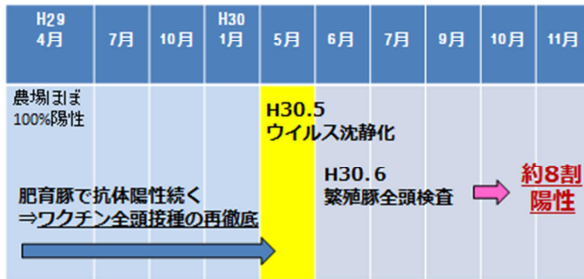 H29
4月
7月
10月
H30
1月
5月
6月
7月
9月
10月
11月
農場ほぼ
100%陽性
H30.5
ウイルス沈静化
H30.6
繁殖豚全頭検査
約8割
陽性
肥育豚で抗体陽性続く
⇒ワクチン全頭接種の再徹底